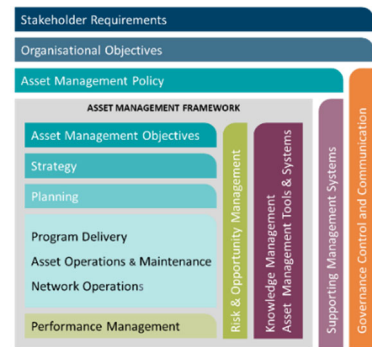 Stakeholder Requirements
Organisational Objectives
Asset Management Policy
ASSET MANAGEMENT FRAMEWORK
Asset Management Objectives
Strategy
Planning
Program Delivery
Asset Operations & Maintenance
Network Operations
Performance Management
Risk & Opportunity Management
Knowledge Management
Asset Management Tools & Systems
Supporting Management Systems
Governance Control and Communication